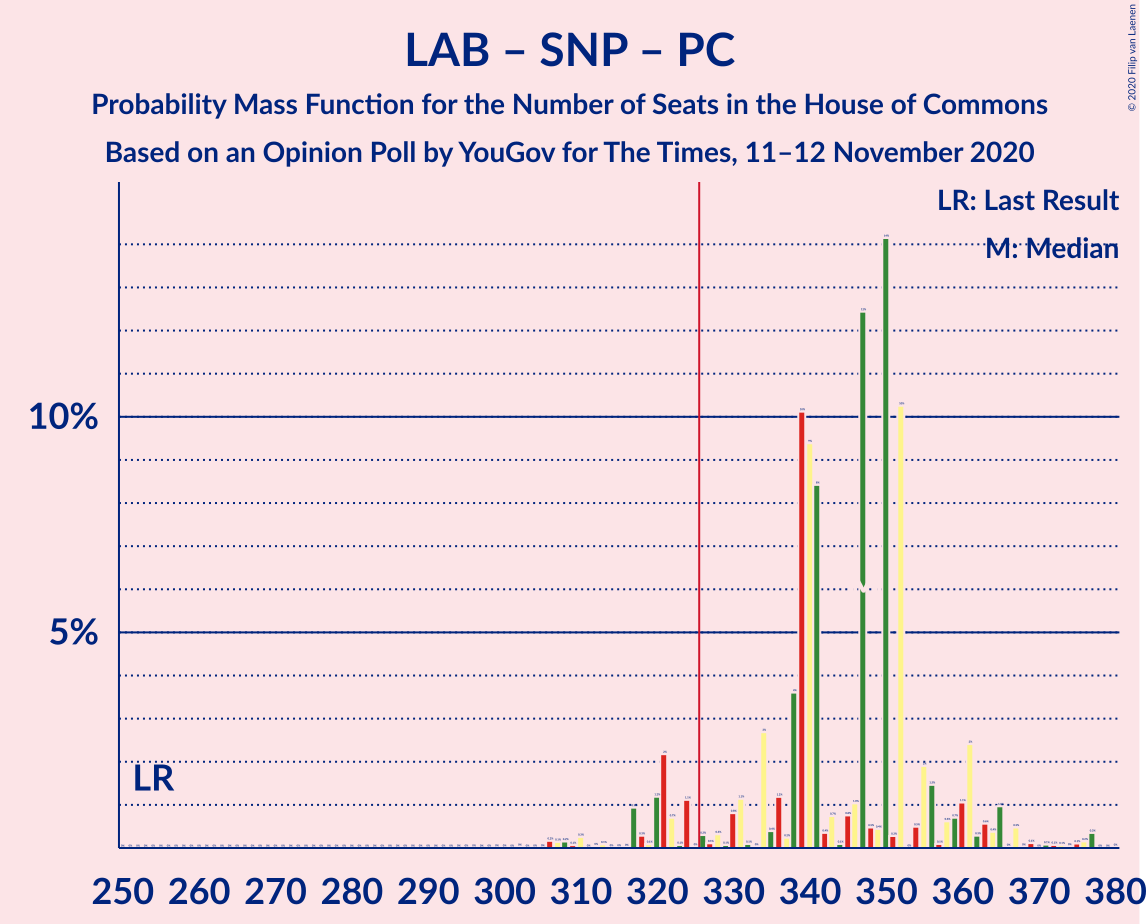 LAB – SNP – PC
Probability Mass Function for the Number of Seats in the House of Commons
Based on an Opinion Poll by YouGov for The Times, 11–12 November 2020
© 2020 Filip van Laenen
LR: Last Result
M: Median
10%
5%
LR
250 260 270 280 290 300 310 320 330 340 350 360 370 380